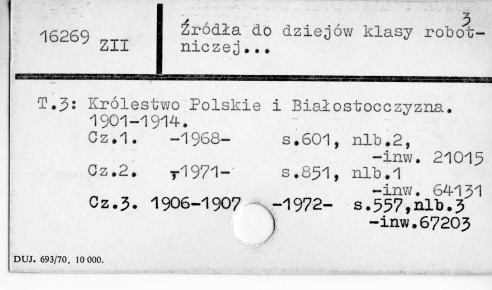 3
16269 ZII
Źródła do dziejów klasy robot-
niczej...
T.3: Królestwo Polskie i Białostocczyzna.
1901-1914.
Cz.1. -1968- s.601, nlb.2,
-inw. 21015
Cz.2. -1971- s.851, nlb.1
-inw. 64131
Cz.3. 1906-1907 -1972- s.557,nlb.3
-inw.67203
DUJ. 693/70, 10 000.